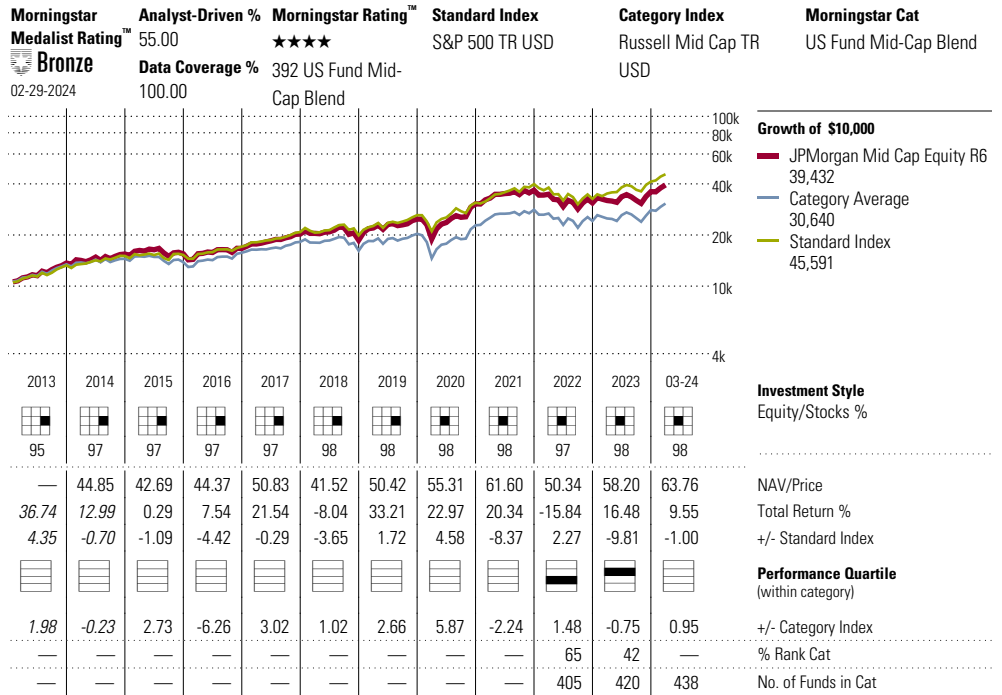 Morningstar Medalist Rating™
Bronze
02-29-2024
Analyst-Driven %
55.00
Data Coverage %
100.00
Morningstar Rating™
★★★★
392 US Fund Mid-
Cap Blend
Standard Index
S&P 500 TR USD
Category Index
Russell Mid Cap TR
USD
Morningstar Cat
US Fund Mid-Cap Blend
100k
80k
60k
40k
20k
10k
4k
Growth of $10,000
JPMorgan Mid Cap Equity R6
39,432
Category Average
30,640
Standard Index
45,591
2013 2014 2015 2016 2017 2018 2019 2020 2021 2022 2023 03-24
Investment Style
Equity/Stocks %
95 97 97 97 97 98 98 98 98 97 98 98
— 44.85 42.69 44.37 50.83 41.52 50.42 55.31 61.60 50.34 58.20 63.76 NAV/Price
36.74 12.99 0.29 7.54 21.54 -8.04 33.21 22.97 20.34 -15.84 16.48 9.55 Total Return %
4.35 -0.70 -1.09 -4.42 -0.29 -3.65 1.72 4.58 -8.37 2.27 -9.81 -1.00 +/- Standard Index
Performance Quartile
(within category)
1.98 -0.23 2.73 -6.26 3.02 1.02 2.66 5.87 -2.24 1.48 -0.75 0.95 +/- Category Index
— — — — — — — — — 65 42 — % Rank Cat
— — — — — — — — — 405 420 438 No. of Funds in Cat